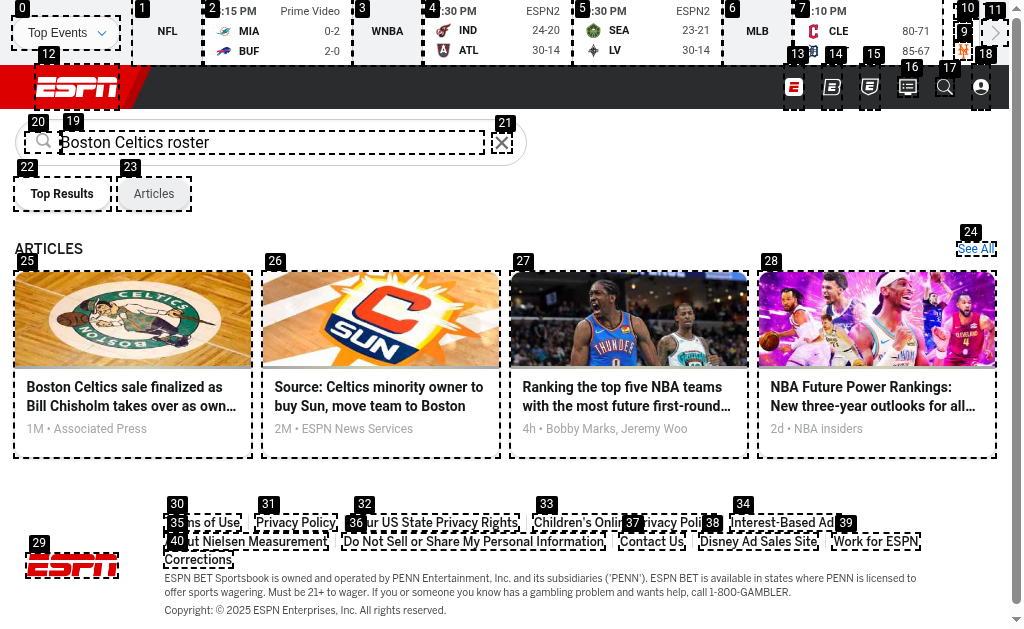 Top Events
NFL
:15 PM Prime Video
MIA 0-2
BUF 2-0
WNBA
:30 PM ESPN2
IND 24-20
ATL 30-14
:30 PM ESPN2
SEA 23-21
LV 30-14
MLB
:10 PM
CLE 80-71
85-67
0 1 2 3 4 5 6 7 9 10 11
12 13 14 15 16 17 18
ESPN
20 19 21
Boston Celtics roster
22 23
Top Results Articles
24
ARTICLES See All
25 26 27 28
BOSTON CELTICS
C SUN
THUNDER
Boston Celtics sale finalized as
Bill Chisholm takes over as own…
1M • Associated Press
Source: Celtics minority owner to
buy Sun, move team to Boston
2M • ESPN News Services
Ranking the top five NBA teams
with the most future first-round…
4h • Bobby Marks, Jeremy Woo
NBA Future Power Rankings:
New three-year outlooks for all…
2d • NBA insiders
30 31 32 33 34
ms of Use Privacy Policy ur US State Privacy Rights Children's Onlin rivacy Poli Interest-Based Ad
35 36 37 38 39
ut Nielsen Measurement Do Not Sell or Share My Personal Information Contact Us Disney Ad Sales Site Work for ESPN
40
29
ESPN
Corrections
ESPN BET Sportsbook is owned and operated by PENN Entertainment, Inc. and its subsidiaries ('PENN'). ESPN BET is available in states where PENN is licensed to
offer sports wagering. Must be 21+ to wager. If you or someone you know has a gambling problem and wants help, call 1-800-GAMBLER.
Copyright: © 2025 ESPN Enterprises, Inc. All rights reserved.